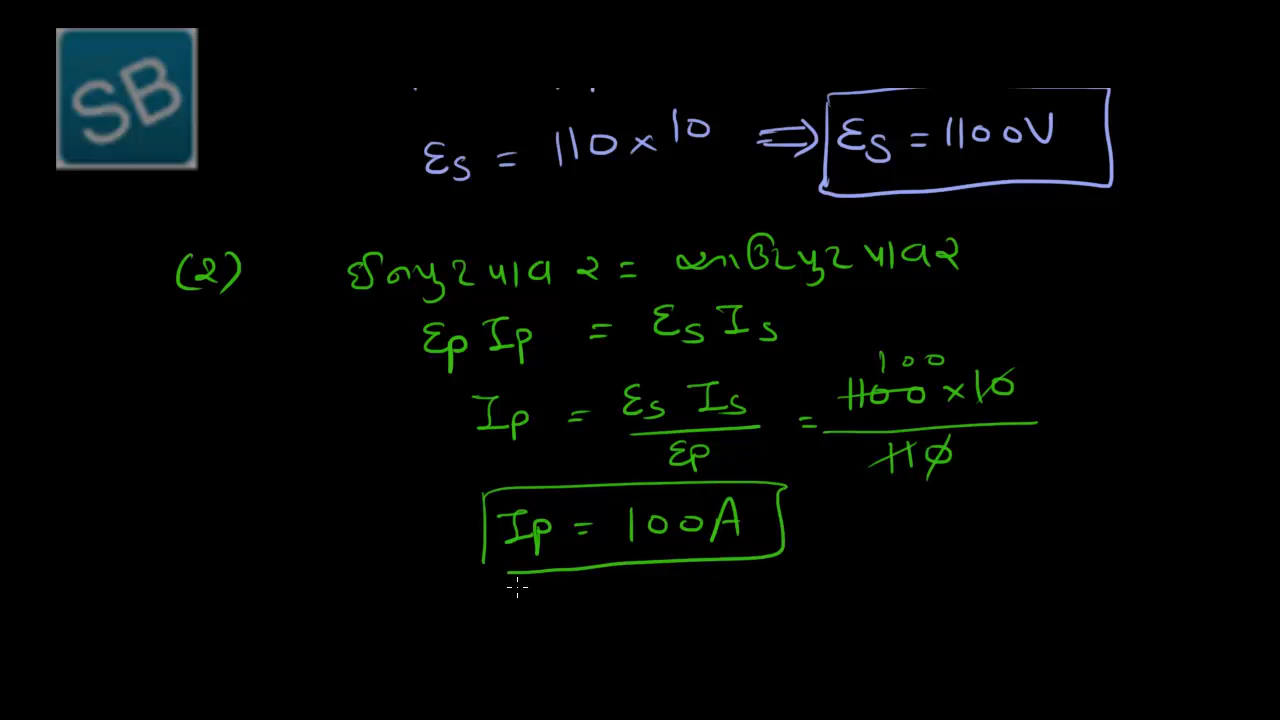 SB
εs = 110 × 10 ⇒ εs = 1100V
(2) ઈનપુટ પાવર = આઉટપુટ પાવર
εp Ip = εs Is
Ip = εs Is / εp = 1100 × 10 / 110
100
Ip = 100A